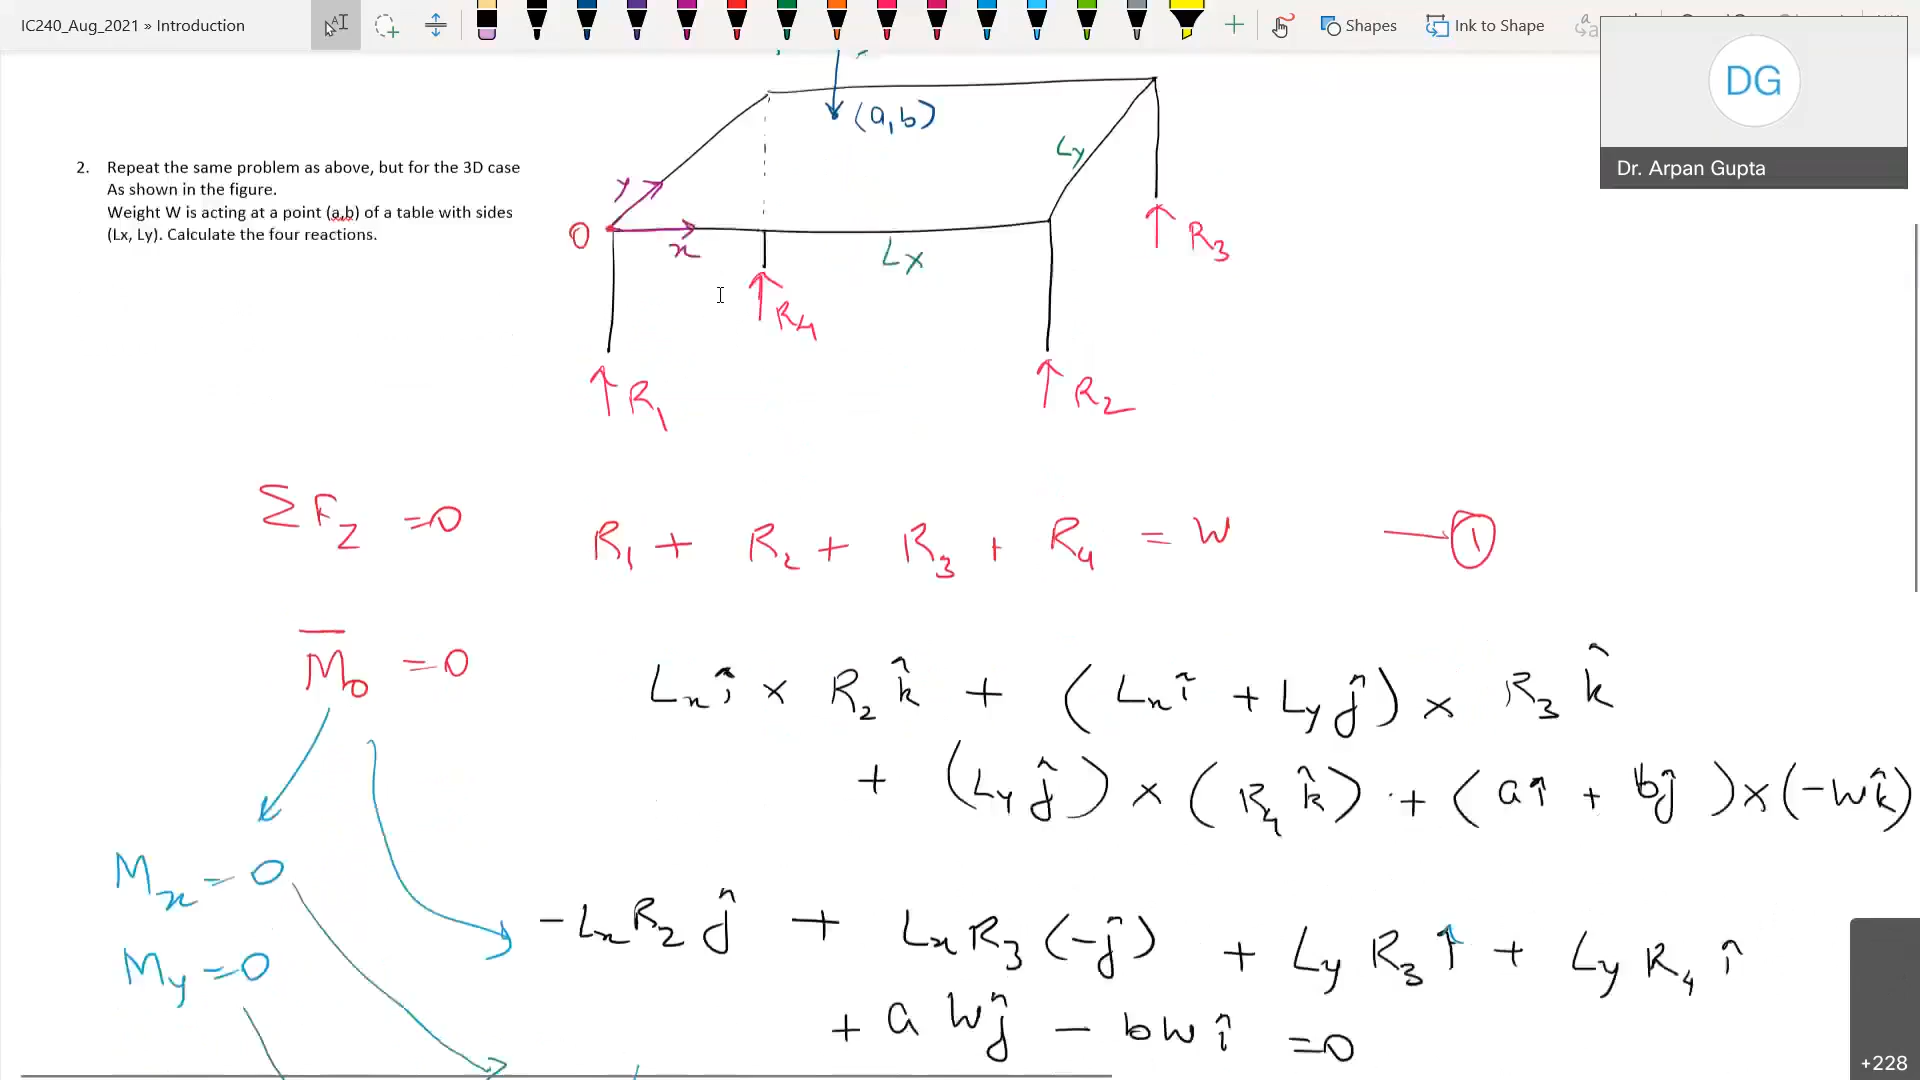 IC240_Aug_2021 » Introduction
Shapes
Ink to Shape
DG
Dr. Arpan Gupta
2. Repeat the same problem as above, but for the 3D case
As shown in the figure.
Weight W is acting at a point (a,b) of a table with sides
(Lx, Ly). Calculate the four reactions.
(a,b)
Ly
y
O
x
Lx
R3
R4
R1
R2
ΣFz =0 R1 + R2 + R3 + R4 = W — ①
M̅o =0 Lx î × R2 k̂ + (Lx î + Ly ĵ) × R3 k̂
+ (Ly ĵ) × (R4 k̂) + (a î + b ĵ) × (-W k̂)
Mx = 0
-Lx R2 ĵ + Lx R3 (-ĵ) + Ly R3 î + Ly R4 î
My = 0
+ a W ĵ - b W î =0
+228